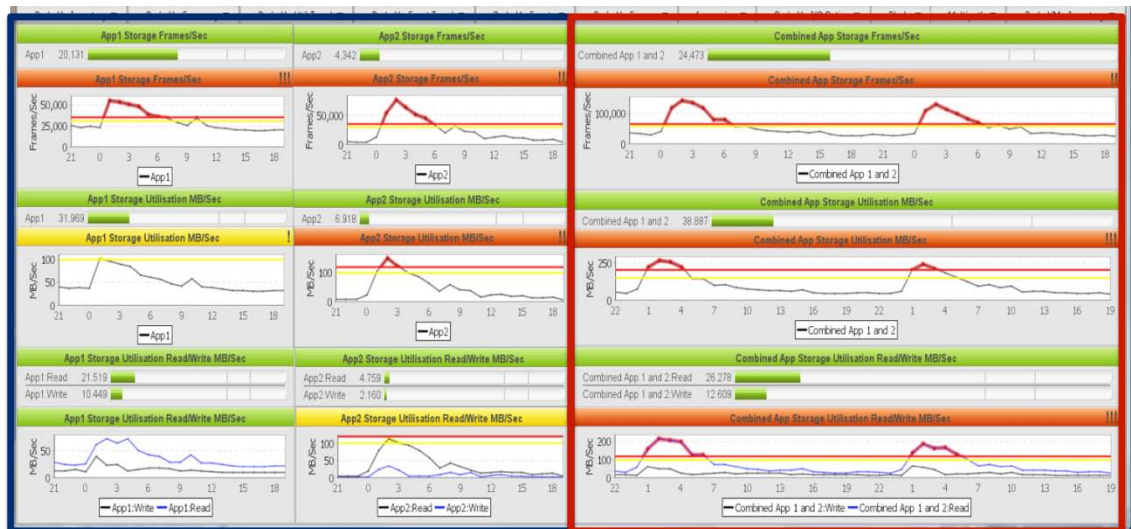 App1 Storage Frames/Sec
App1 20,131
App1 Storage Frames/Sec !!!
Frames/Sec
50,000
25,000
0
21 0 3 6 9 12 15 18
App1
App1 Storage Utilisation MB/Sec
App1 31.969
App1 Storage Utilisation MB/Sec !
MB/Sec
100
50
0
21 0 3 6 9 12 15 18
App1
App1 Storage Utilisation Read/Write MB/Sec
App1:Read 21.519
App1:Write 10.449
App1 Storage Utilisation Read/Write MB/Sec
MB/Sec
50
0
21 0 3 6 9 12 15 18
App1:Write App1:Read
App2 Storage Frames/Sec
App2 4,342
App2 Storage Frames/Sec !!
Frames/Sec
50,000
0
21 0 3 6 9 12 15 18
App2
App2 Storage Utilisation MB/Sec
App2 6.918
App2 Storage Utilisation MB/Sec !!
MB/Sec
100
0
21 0 3 6 9 12 15 18
App2
App2 Storage Utilisation Read/Write MB/Sec
App2:Read 4.759
App2:Write 2.160
App2 Storage Utilisation Read/Write MB/Sec
MB/Sec
100
50
0
21 0 3 6 9 12 15 18
App2:Read App2:Write
Combined App Storage Frames/Sec
Combined App 1 and 2 24,473
Combined App Storage Frames/Sec !!
Frames/Sec
100,000
0
21 0 3 6 9 12 15 18 21 0 3 6 9 12 15 18
Combined App 1 and 2
Combined App Storage Utilisation MB/Sec
Combined App 1 and 2 38.887
Combined App Storage Utilisation MB/Sec !!!
MB/Sec
250
0
22 1 4 7 10 13 16 19 22 1 4 7 10 13 16 19
Combined App 1 and 2
Combined App Storage Utilisation Read/Write MB/Sec
Combined App 1 and 2:Read 26.278
Combined App 1 and 2:Write 12.609
Combined App Storage Utilisation Read/Write MB/Sec !!!
MB/Sec
200
100
0
22 1 4 7 10 13 16 19 22 1 4 7 10 13 16 19
Combined App 1 and 2:Write Combined App 1 and 2:Read